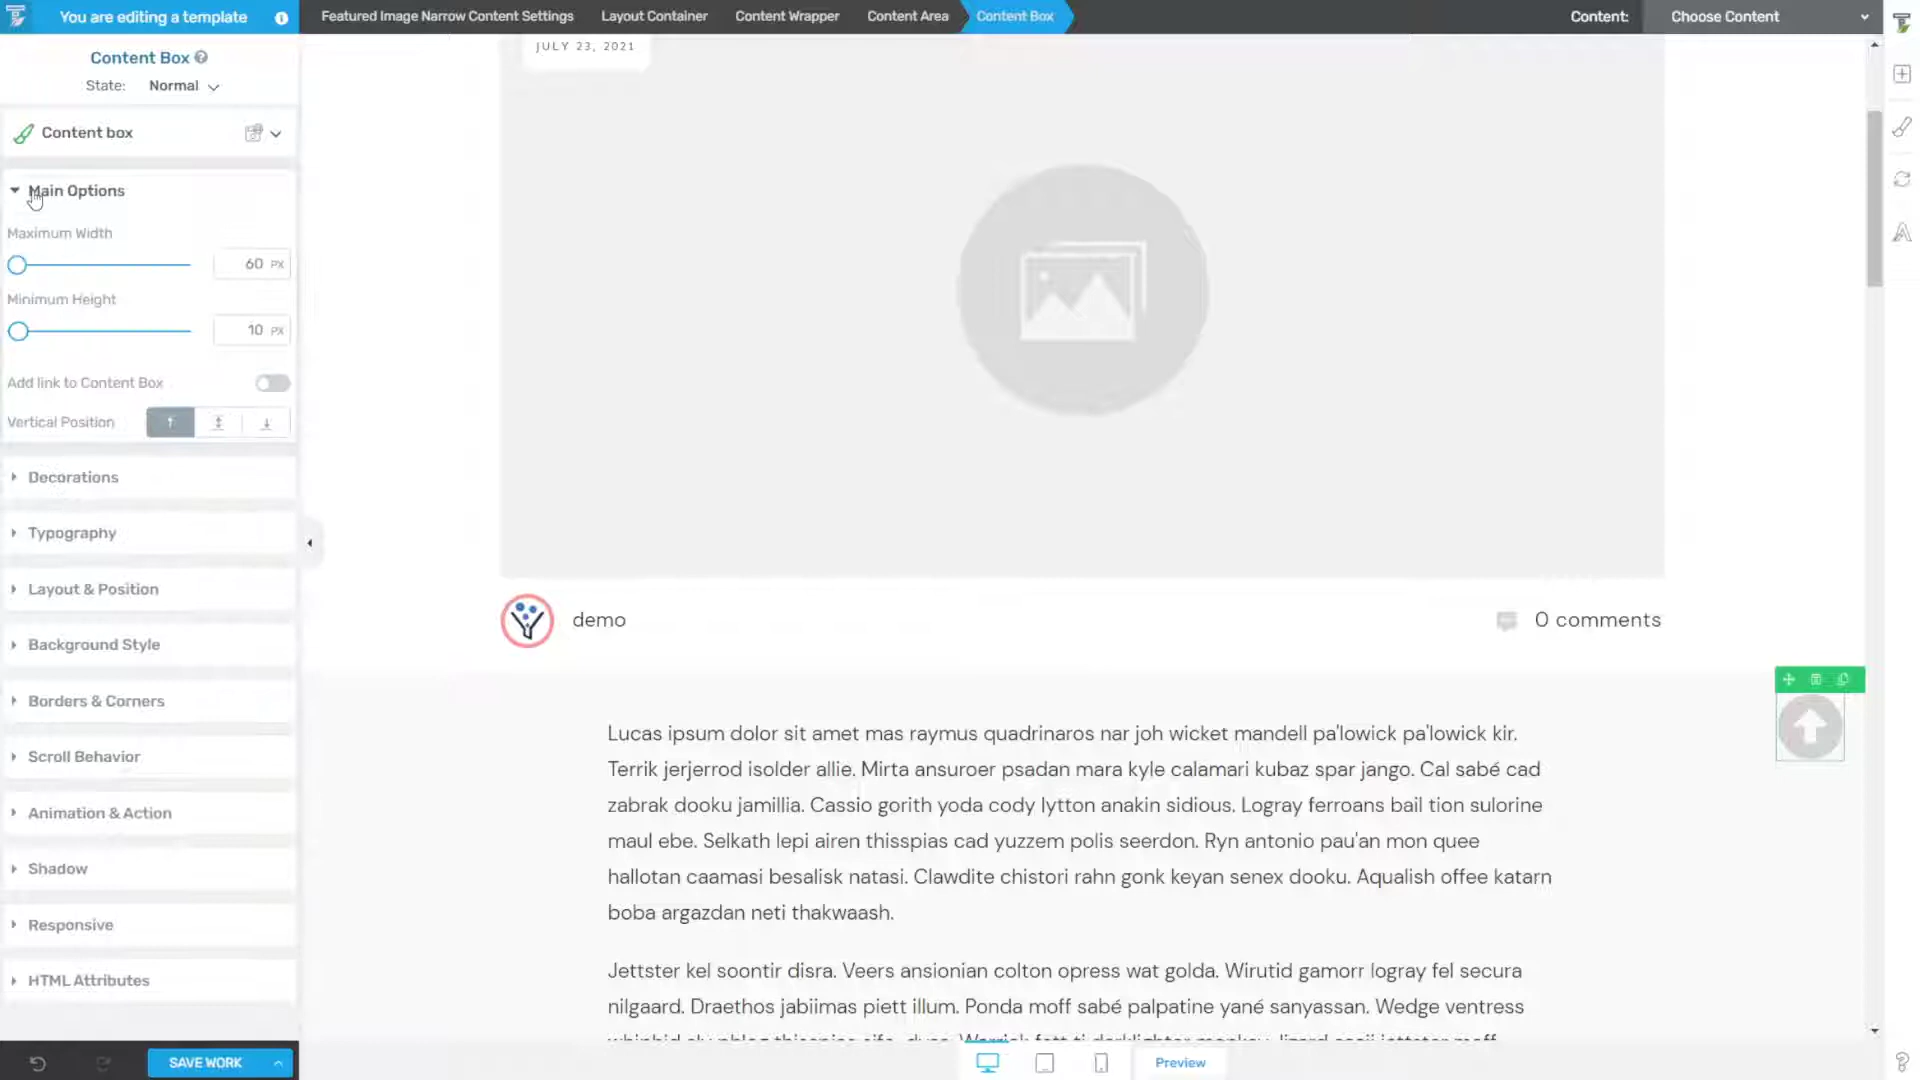 You are editing a template
Featured Image Narrow Content Settings
Layout Container
Content Wrapper
Content Area
Content Box
Content:
Choose Content
Content Box
State: Normal
Content box
Main Options
Maximum Width
60 PX
Minimum Height
10 PX
Add link to Content Box
Vertical Position
Decorations
Typography
Layout & Position
Background Style
Borders & Corners
Scroll Behavior
Animation & Action
Shadow
Responsive
HTML Attributes
SAVE WORK
JULY 23, 2021
demo
0 comments
Lucas ipsum dolor sit amet mas raymus quadrinaros nar joh wicket mandell pa'lowick pa'lowick kir.
Terrik jerjerrod isolder allie. Mirta ansuroer psadan mara kyle calamari kubaz spar jango. Cal sabé cad
zabrak dooku jamillia. Cassio gorith yoda cody lytton anakin sidious. Logray ferroans bail tion sulorine
maul ebe. Selkath lepi airen thisspias cad yuzzem polis seerdon. Ryn antonio pau'an mon quee
hallotan caamasi besalisk natasi. Clawdite chistori rahn gonk keyan senex dooku. Aqualish offee katarn
boba argazdan neti thakwaash.
Jettster kel soontir disra. Veers ansionian colton opress wat golda. Wirutid gamorr logray fel secura
nilgaard. Draethos jabiimas piett illum. Ponda moff sabé palpatine yané sanyassan. Wedge ventress
Preview